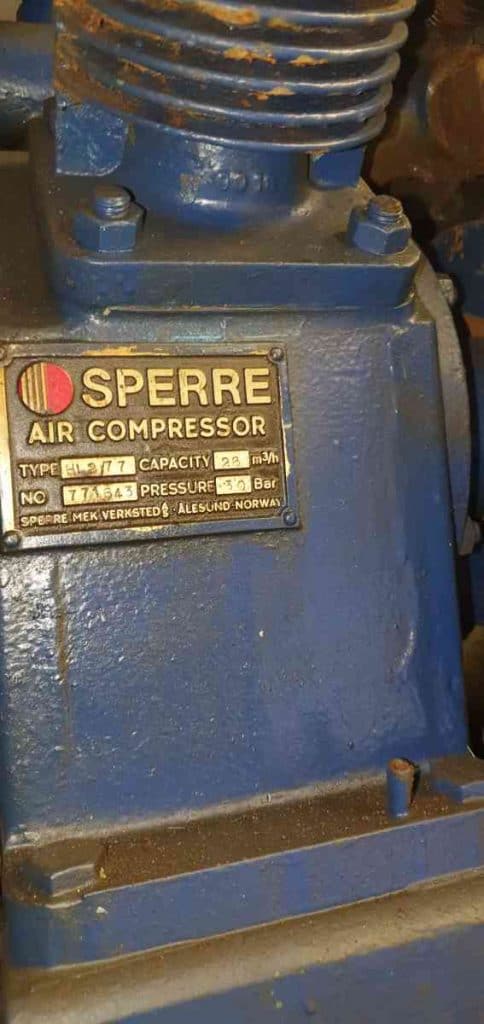 SPERRE
AIR COMPRESSOR
TYPE HL2/77 CAPACITY 28 m³/h
NO 771643 PRESSURE 30 Bar
SPERRE MEK VERKSTED · ÅLESUND · NORWAY